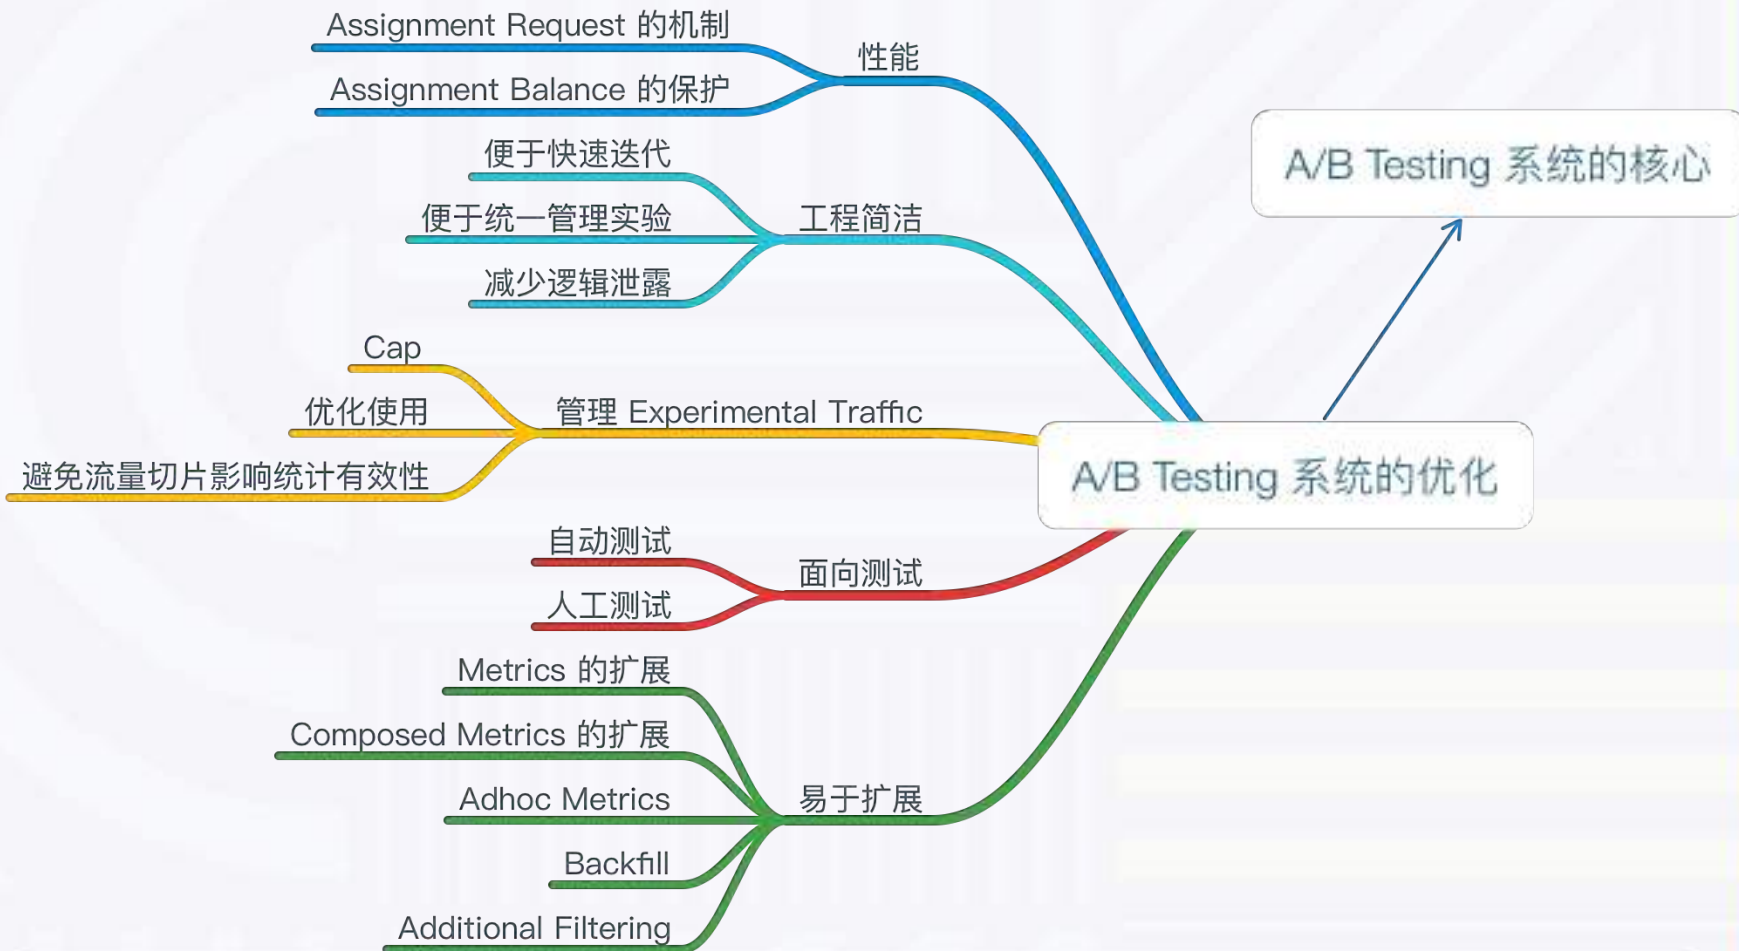 Assignment Request 的机制
性能
Assignment Balance 的保护
A/B Testing 系统的核心
便于快速迭代
便于统一管理实验
工程简洁
减少逻辑泄露
Cap
优化使用
管理 Experimental Traffic
避免流量切片影响统计有效性
A/B Testing 系统的优化
自动测试
面向测试
人工测试
Metrics 的扩展
Composed Metrics 的扩展
Adhoc Metrics
易于扩展
Backfill
Additional Filtering